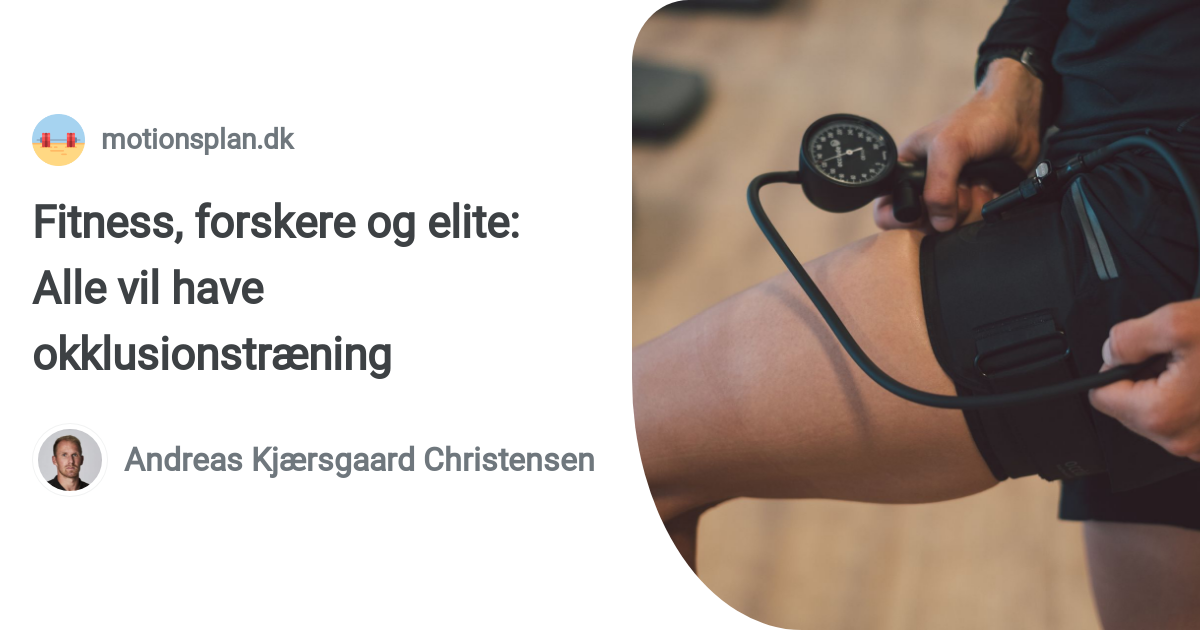 motionsplan.dk
Fitness, forskere og elite:
Alle vil have
okklusionstræning
Andreas Kjærsgaard Christensen